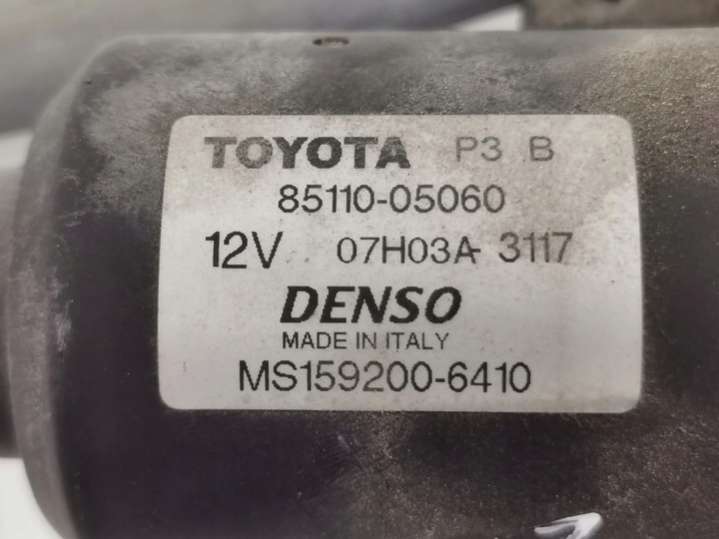 TOYOTA P3 B
85110-05060
12V 07H03A-3117
DENSO
MADE IN ITALY
MS159200-6410